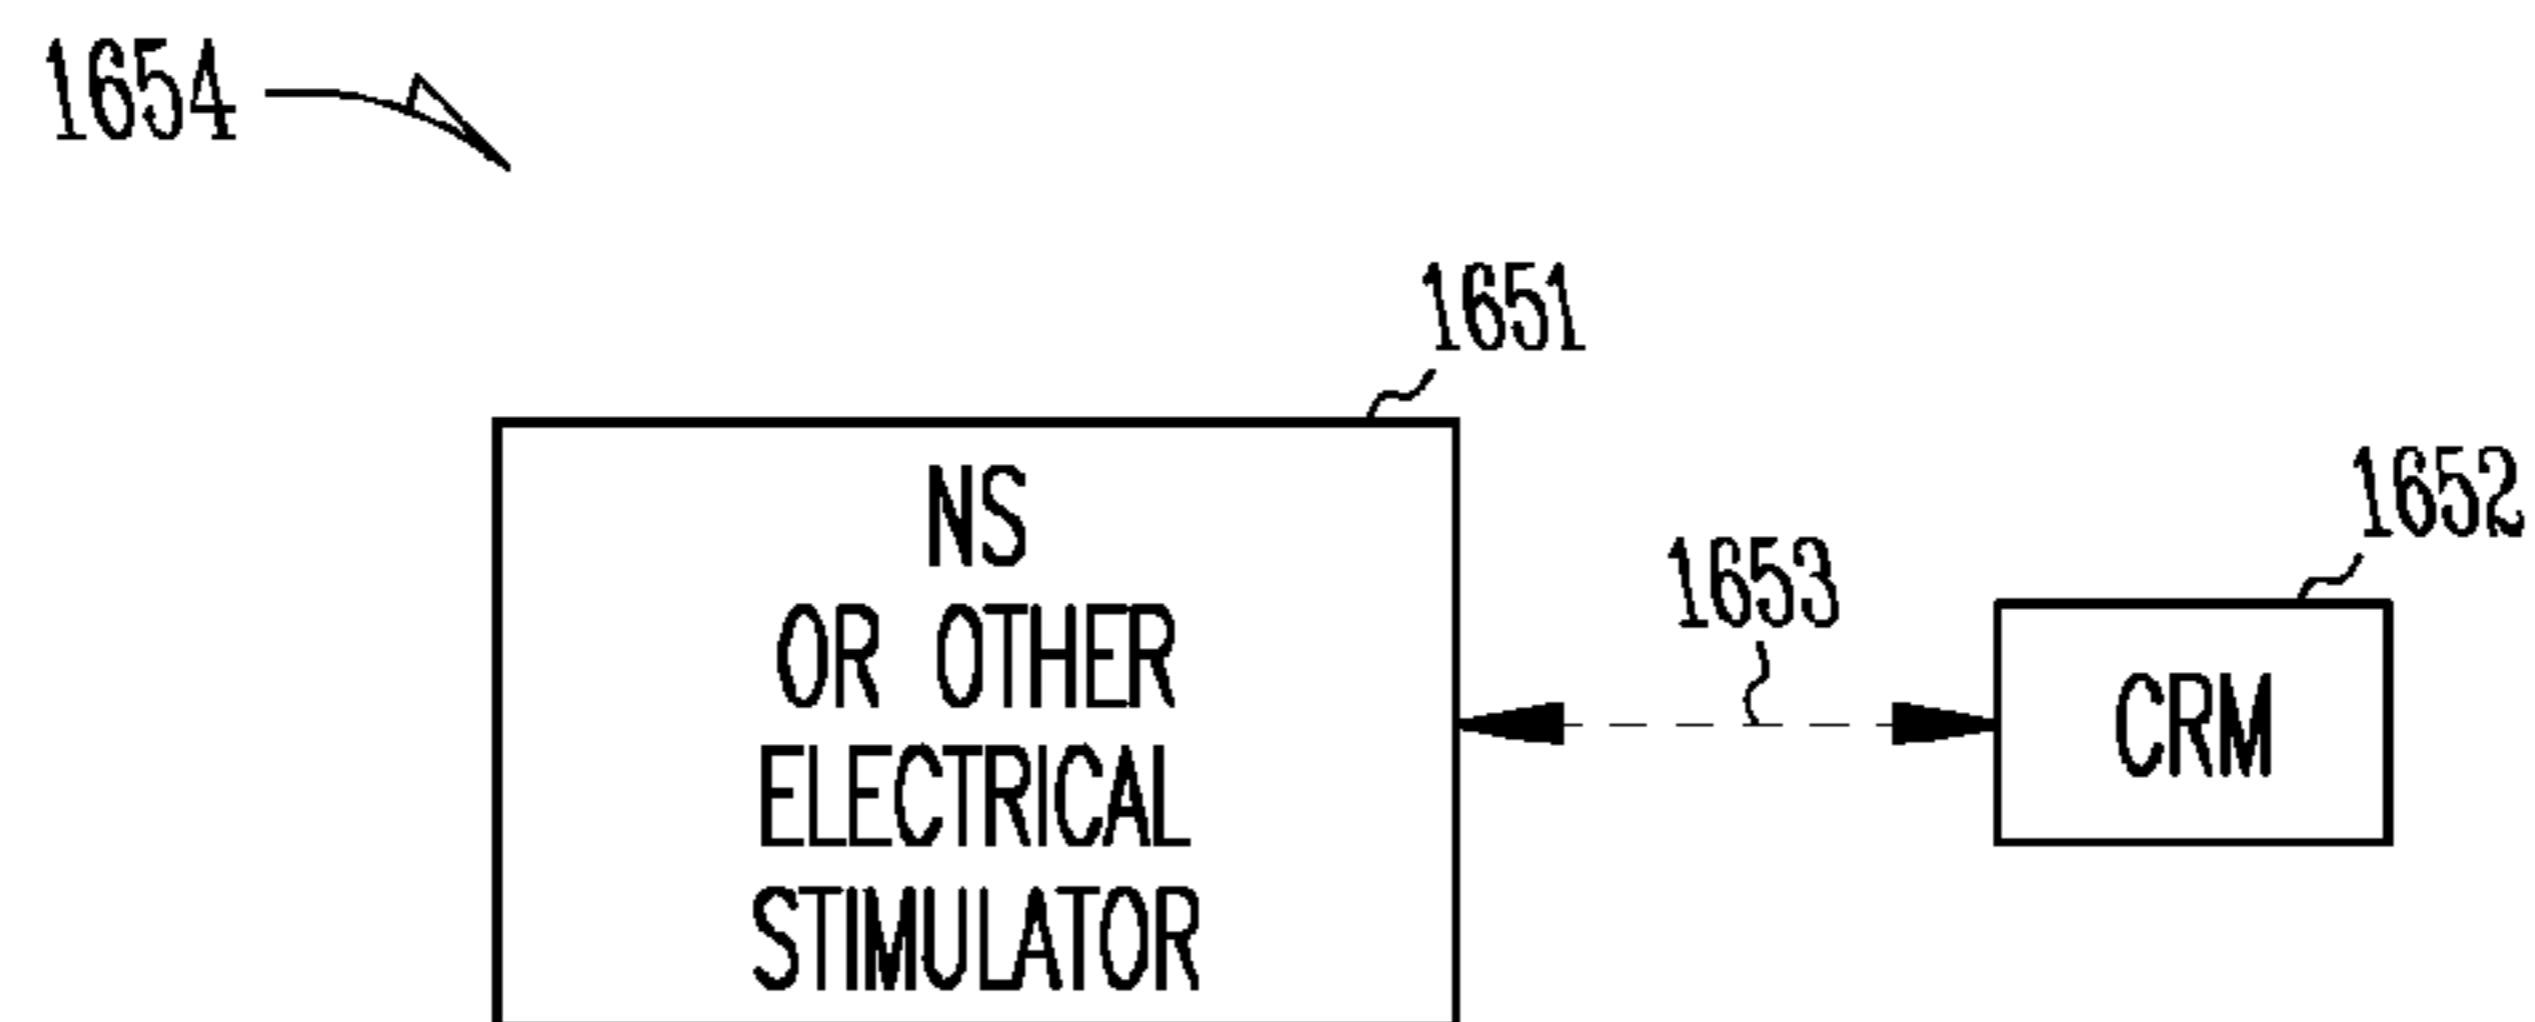 1654
1651
NS
OR OTHER
ELECTRICAL
STIMULATOR
1653
1652
CRM